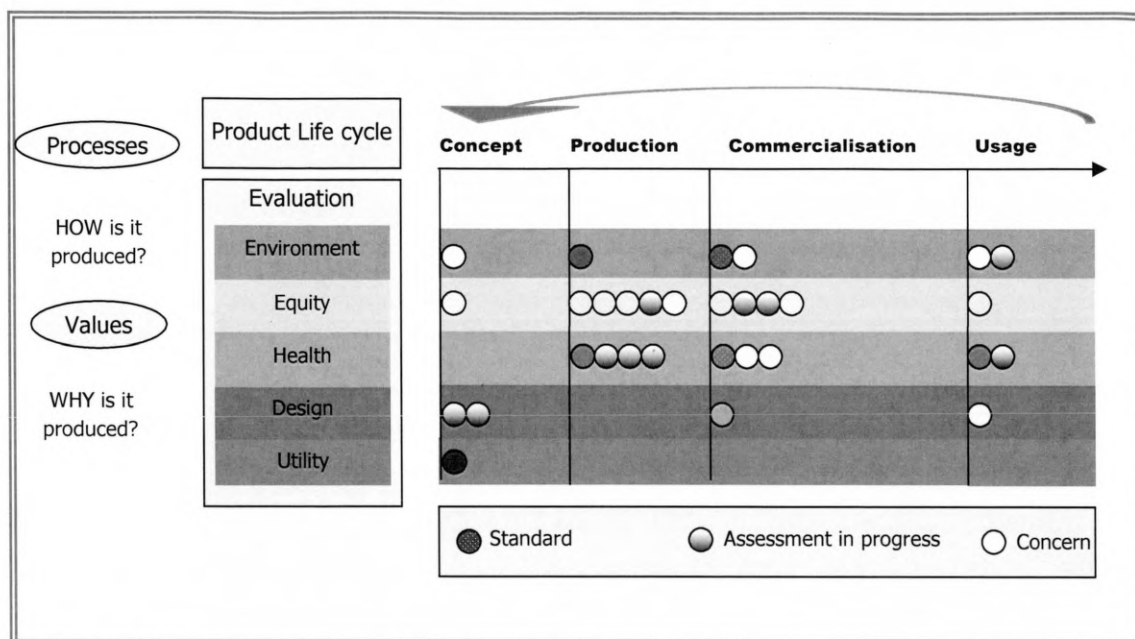 Processes
Product Life cycle
Concept
Production
Commercialisation
Usage
HOW is it
produced?
Evaluation
Environment
Equity
Values
Health
WHY is it
produced?
Design
Utility
Standard
Assessment in progress
Concern